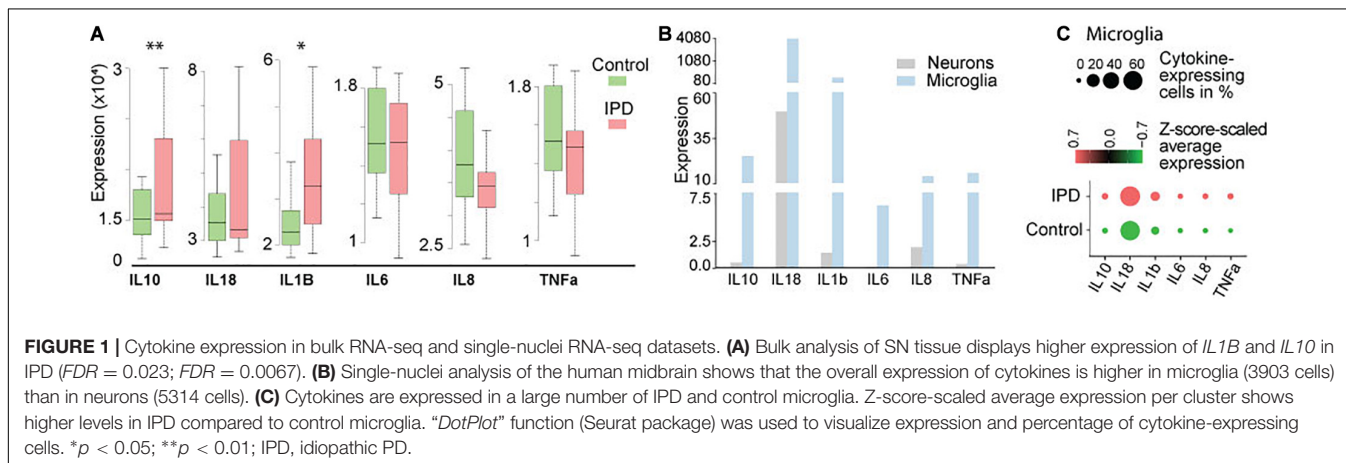 A
B
C Microglia
** *
Control
IPD
Expression (x10⁴)
3
1.5
0
8
3
6
2
1.8
1
5
2.5
1.8
1
IL10 IL18 IL1B IL6 IL8 TNFa
Neurons
Microglia
Expression
4080
1080
80
60
35
10
7.5
2.5
0.0
IL10 IL18 IL1b IL6 IL8 TNFa
0 20 40 60
Cytokine-
expressing
cells in %
0.7 0.0 -0.7
Z-score-scaled
average
expression
IPD
Control
IL10 IL18 IL1b IL6 IL8 TNFa
FIGURE 1 | Cytokine expression in bulk RNA-seq and single-nuclei RNA-seq datasets. (A) Bulk analysis of SN tissue displays higher expression of IL1B and IL10 in
IPD (FDR = 0.023; FDR = 0.0067). (B) Single-nuclei analysis of the human midbrain shows that the overall expression of cytokines is higher in microglia (3903 cells)
than in neurons (5314 cells). (C) Cytokines are expressed in a large number of IPD and control microglia. Z-score-scaled average expression per cluster shows
higher levels in IPD compared to control microglia. “DotPlot” function (Seurat package) was used to visualize expression and percentage of cytokine-expressing
cells. *p < 0.05; **p < 0.01; IPD, idiopathic PD.